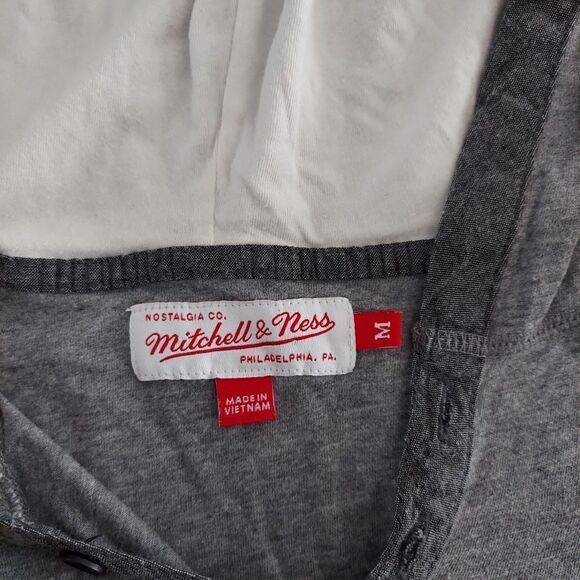 NOSTALGIA CO.
Mitchell & Ness
PHILADELPHIA, PA.
M
MADE IN
VIETNAM